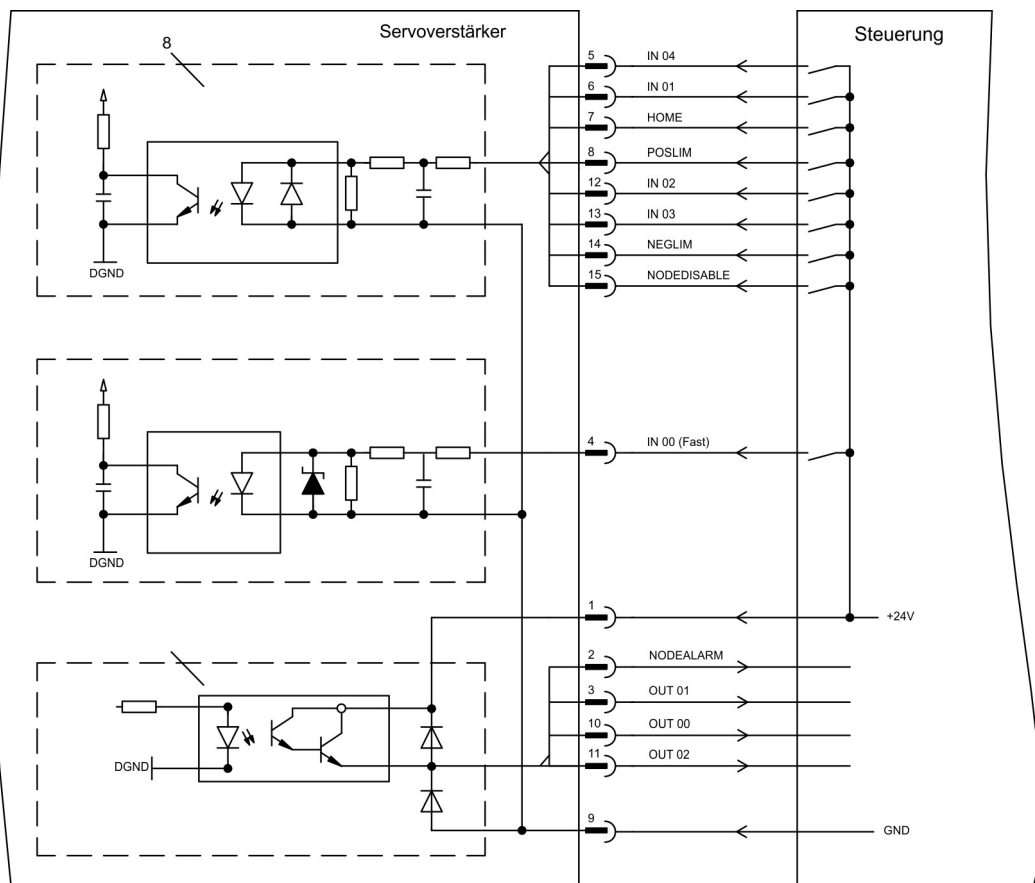 Servoverstärker
Steuerung
8
5 IN 04
6 IN 01
7 HOME
8 POSLIM
12 IN 02
13 IN 03
14 NEGLIM
15 NODEDISABLE
DGND
4 IN 00 (Fast)
DGND
1 +24V
2 NODEALARM
3 OUT 01
10 OUT 00
11 OUT 02
DGND
9 GND